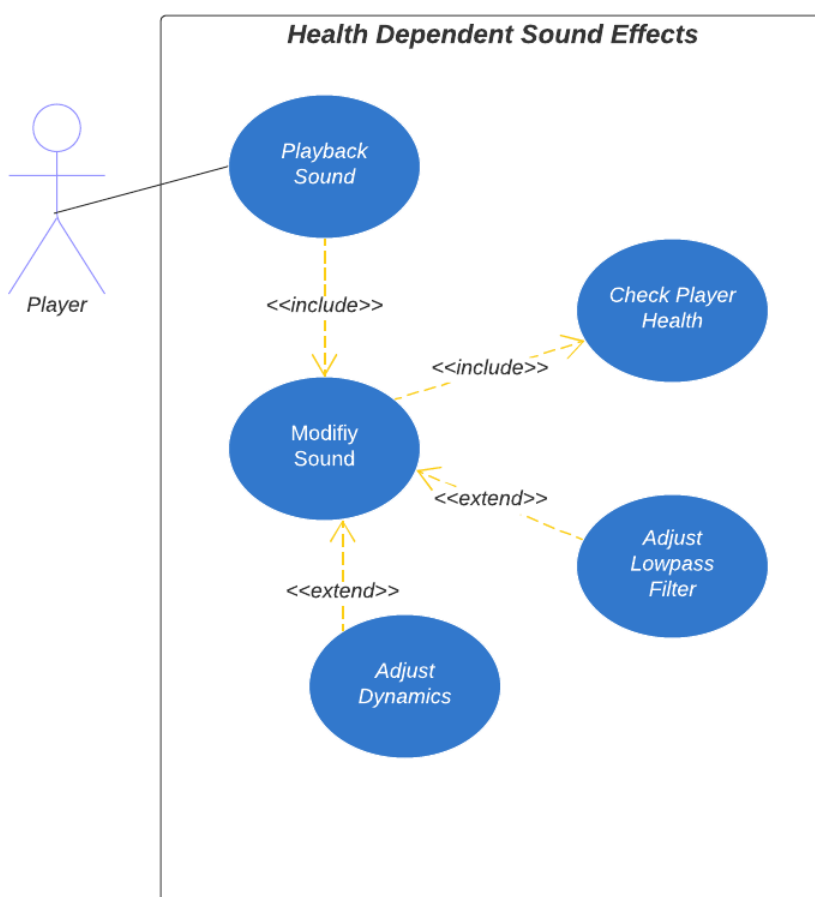 Health Dependent Sound Effects
Playback
Sound
Player
<<include>>
Check Player
Health
<<include>>
Modifiy
Sound
<<extend>>
Adjust
Lowpass
Filter
<<extend>>
Adjust
Dynamics